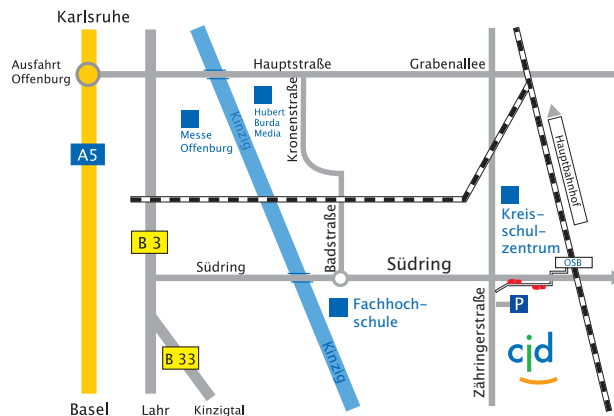 Karlsruhe
Ausfahrt
Offenburg
Hauptstraße
Grabenallee
Kinzig
Hubert
Burda
Media
Messe
Offenburg
Kronenstraße
Hauptbahnhof
A5
Kreis-
schul-
zentrum
B 3
Badstraße
Südring
Südring
OSB
Fachhoch-
schule
P
Zähringerstraße
cjd
B 33
Kinzig
Basel
Lahr
Kinzigtal